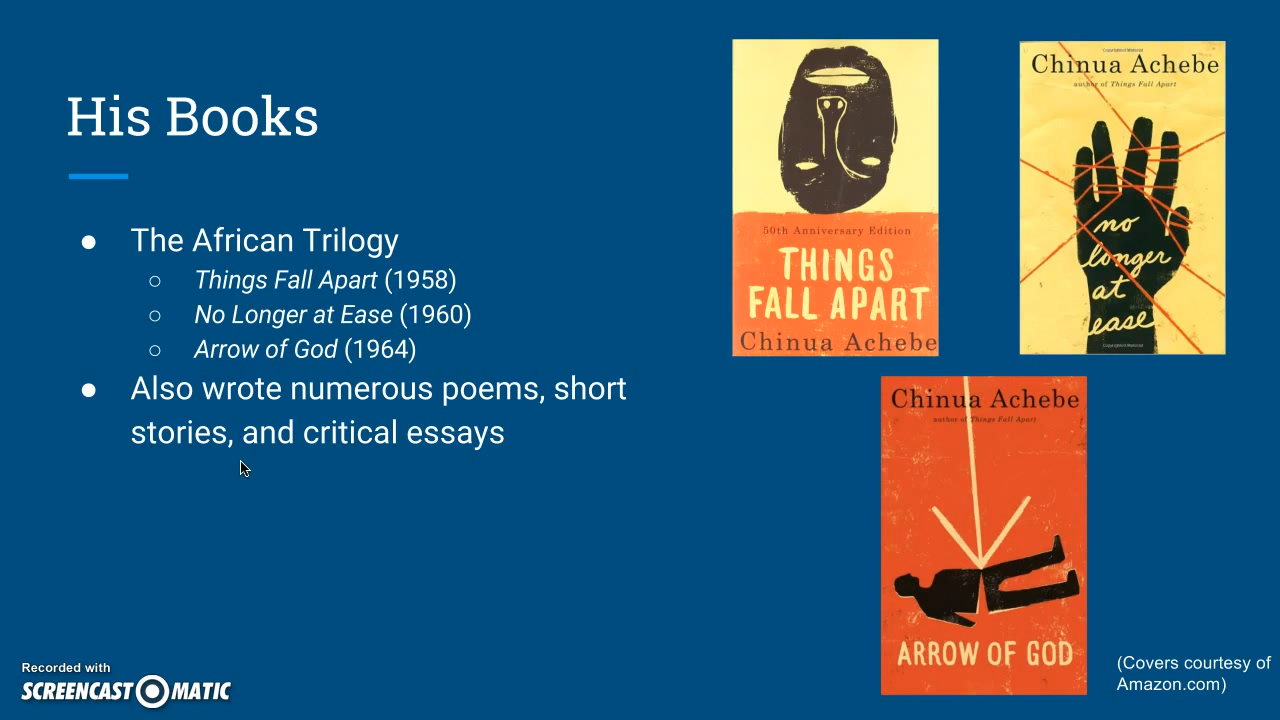 His Books
● The African Trilogy
○ Things Fall Apart (1958)
○ No Longer at Ease (1960)
○ Arrow of God (1964)
● Also wrote numerous poems, short
stories, and critical essays
50th Anniversary Edition
THINGS
FALL APART
Chinua Achebe
Chinua Achebe
author of Things Fall Apart
no
longer
at
ease
Chinua Achebe
author of Things Fall Apart
ARROW OF GOD
(Covers courtesy of
Amazon.com)
Recorded with
SCREENCAST MATIC